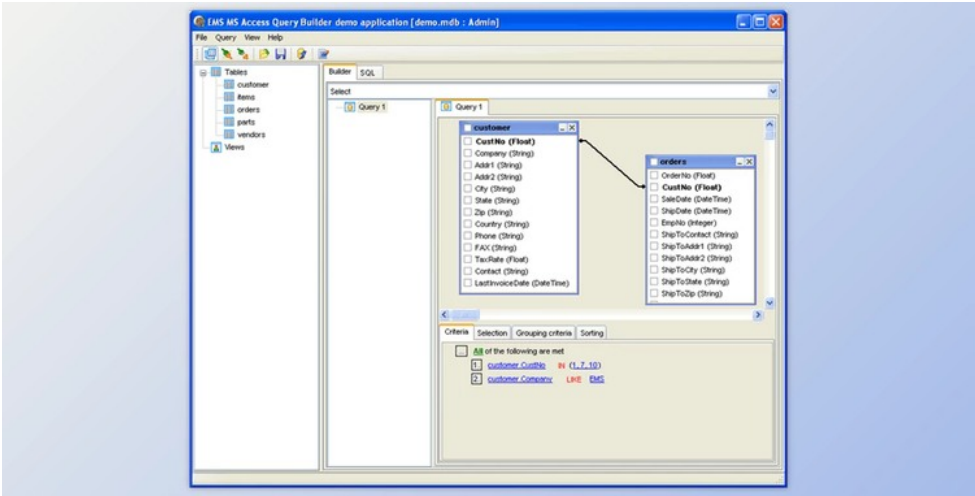 EMS MS Access Query Builder demo application [demo.mdb : Admin]
File Query View Help
Tables
customer
items
orders
parts
vendors
Views
Builder SQL
Select
Query 1
Query 1
customer
CustNo (Float)
Company (String)
Addr1 (String)
Addr2 (String)
City (String)
State (String)
Zip (String)
Country (String)
Phone (String)
FAX (String)
TaxRate (Float)
Contact (String)
LastInvoiceDate (DateTime)
orders
OrderNo (Float)
CustNo (Float)
SaleDate (DateTime)
ShipDate (DateTime)
EmpNo (Integer)
ShipToContact (String)
ShipToAddr1 (String)
ShipToAddr2 (String)
ShipToCity (String)
ShipToState (String)
ShipToZip (String)
Criteria Selection Grouping criteria Sorting
All of the following are met
1. customer.CustNo IN (1, 7, 10)
2. customer.Company LIKE EMS